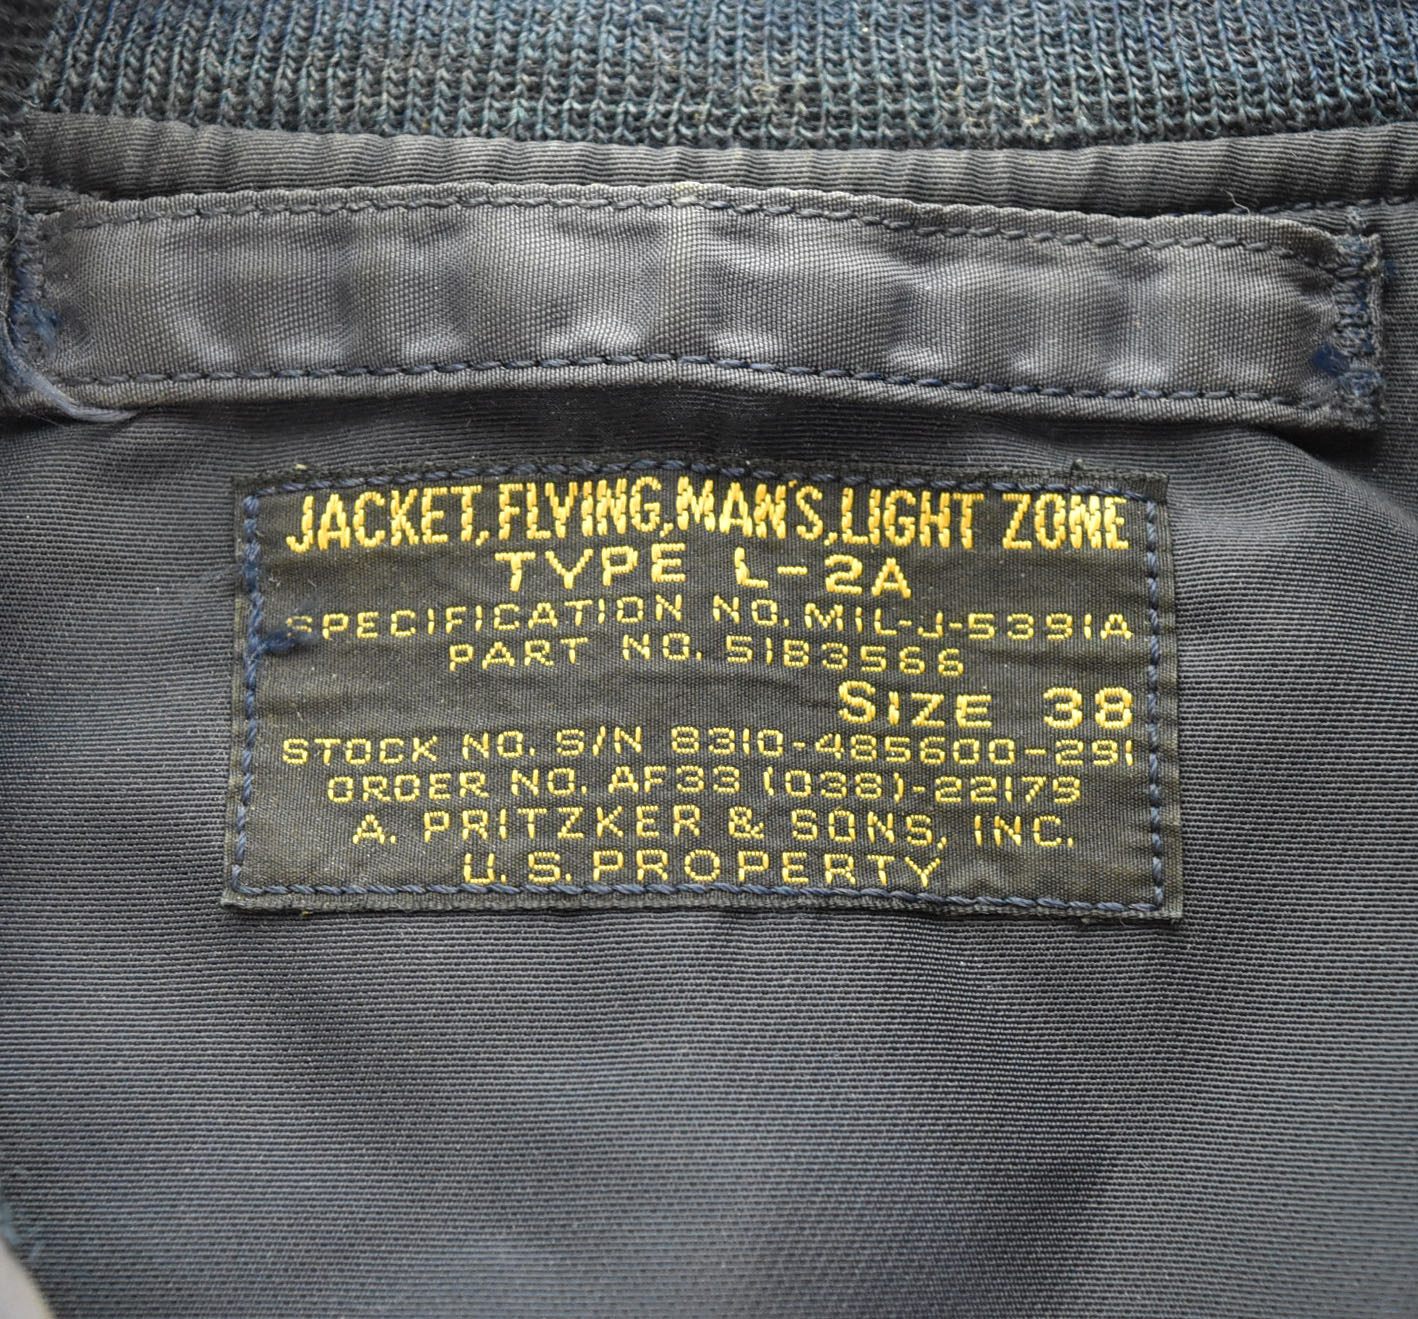 JACKET, FLYING, MAN'S, LIGHT ZONE
TYPE L-2A
SPECIFICATION NO. MIL-J-5391A
PART NO. 51B3566
SIZE 38
STOCK NO. S/N 8310-485600-291
ORDER NO. AF33 (038)-22179
A. PRITZKER & SONS, INC.
U.S. PROPERTY